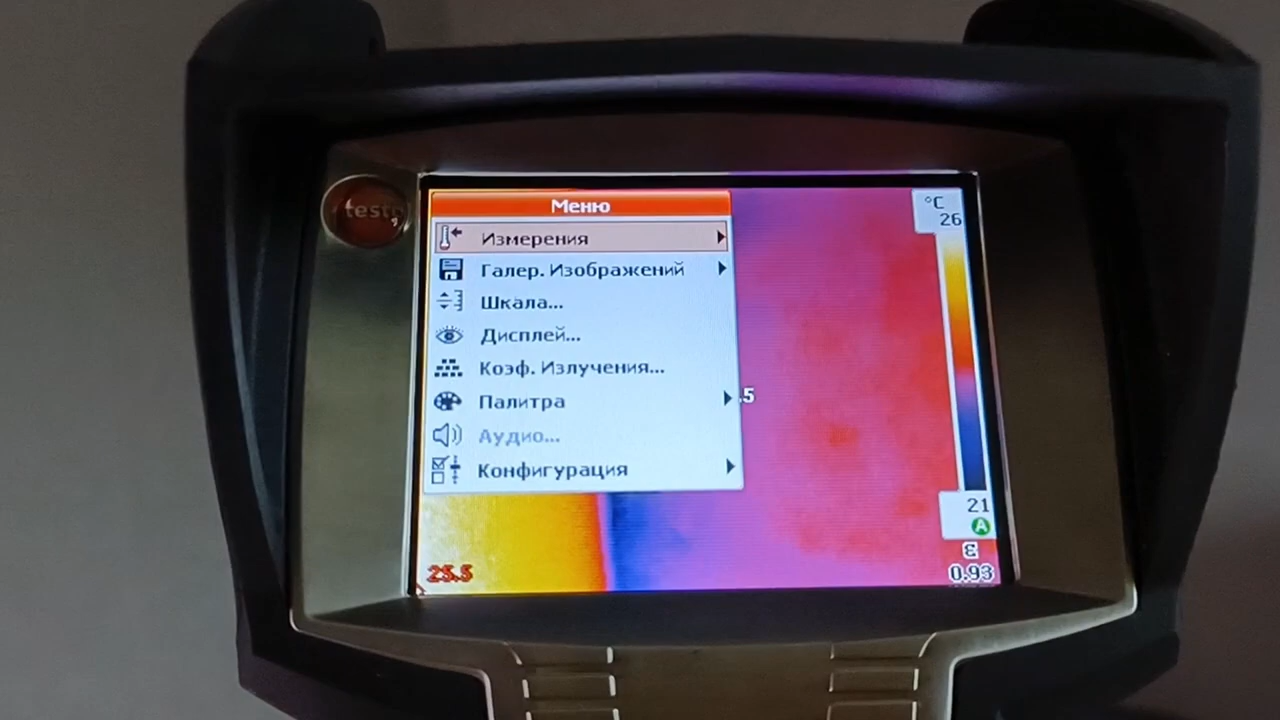 testo
Меню
Измерения
Галер. Изображений
Шкала...
Дисплей...
Коэф. Излучения...
Палитра
Аудио...
Конфигурация
°C
26
.5
21
A
ε
0.93
25.5